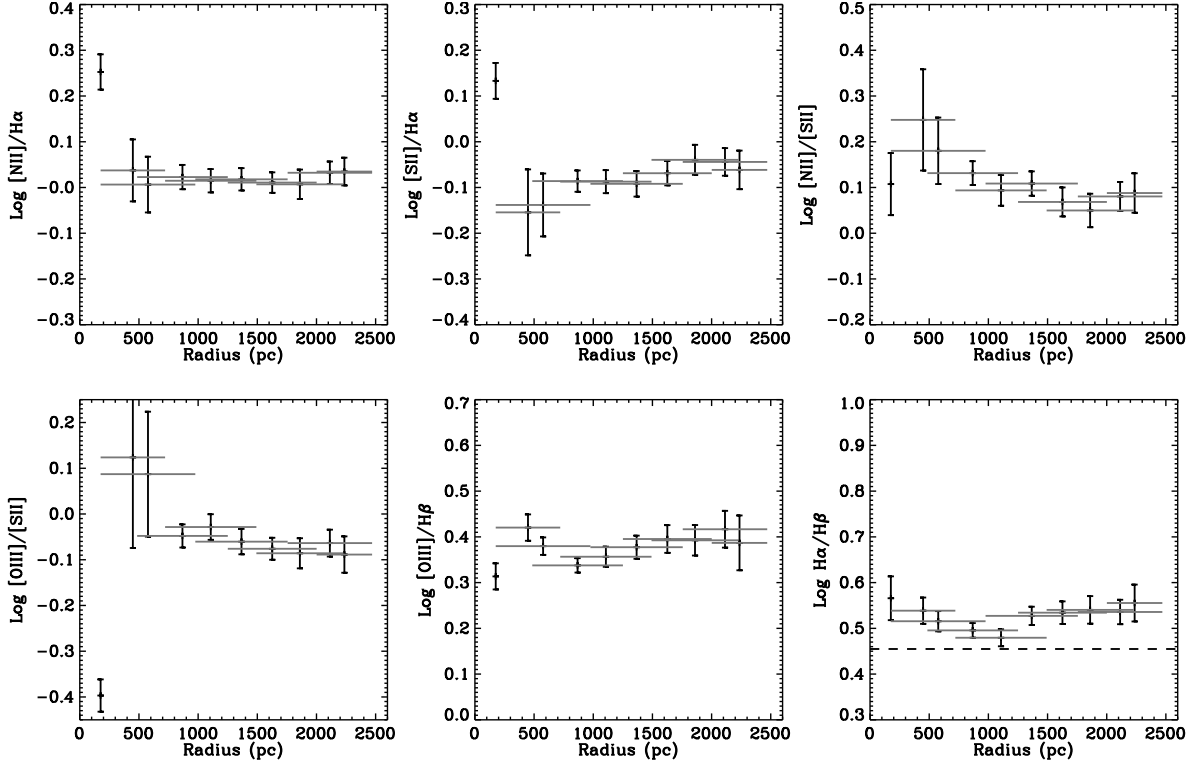 0.4
0.3
0.2
0.1
−0.0
−0.1
−0.2
−0.3
Log [NII]/Hα
0 500 1000 1500 2000 2500
Radius (pc)
0.3
0.2
0.1
0.0
−0.1
−0.2
−0.3
−0.4
Log [SII]/Hα
0 500 1000 1500 2000 2500
Radius (pc)
0.5
0.4
0.3
0.2
0.1
0.0
−0.1
−0.2
Log [NII]/[SII]
0 500 1000 1500 2000 2500
Radius (pc)
0.2
0.1
0.0
−0.1
−0.2
−0.3
−0.4
Log [OIII]/[SII]
0 500 1000 1500 2000 2500
Radius (pc)
0.7
0.6
0.5
0.4
0.3
0.2
0.1
0.0
Log [OIII]/Hβ
0 500 1000 1500 2000 2500
Radius (pc)
1.0
0.9
0.8
0.7
0.6
0.5
0.4
0.3
Log Hα/Hβ
0 500 1000 1500 2000 2500
Radius (pc)